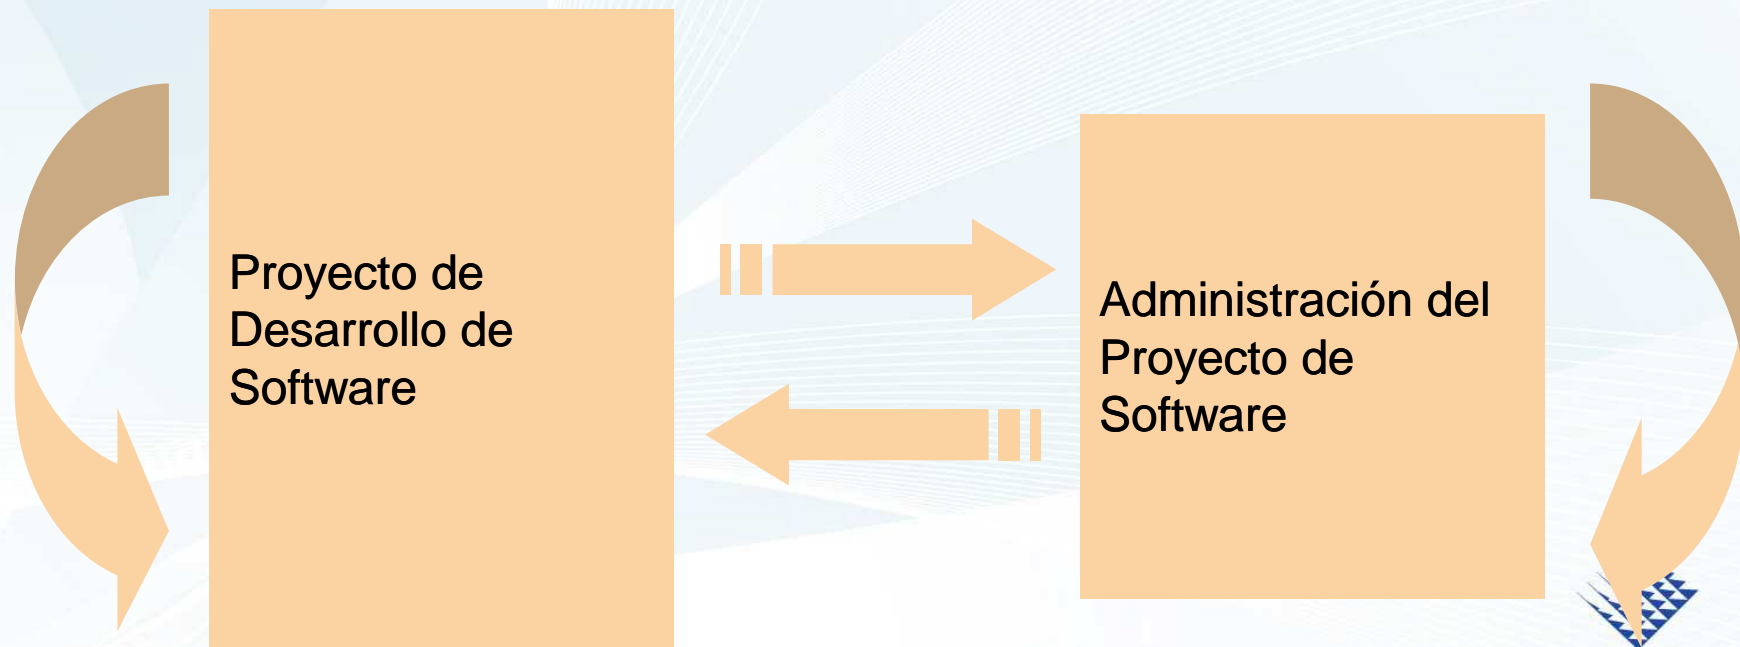 Proyecto de
Desarrollo de
Software
Administración del
Proyecto de
Software